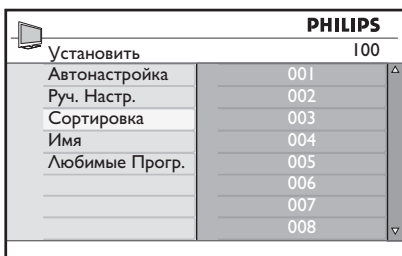 PHILIPS
Установить 100
Автонастройка 001
Руч. Настр. 002
Сортировка 003
Имя 004
Любимые Прогр. 005
006
007
008